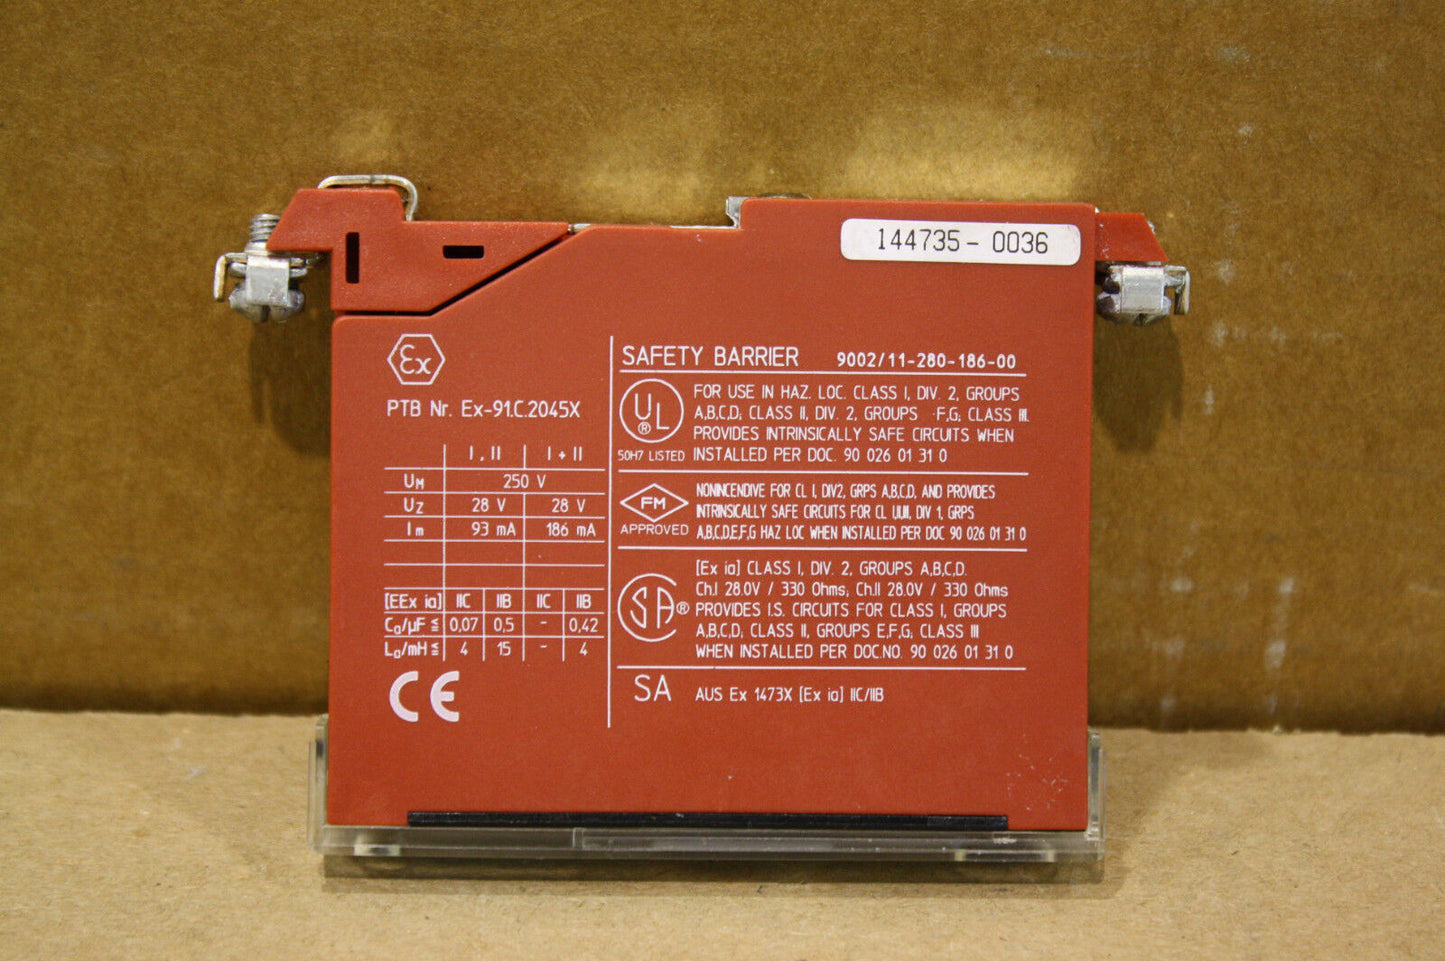 144735-0036
Ex
PTB Nr. Ex-91.C.2045X
I , II I + II
UM 250 V
UZ 28 V 28 V
Im 93 mA 186 mA
[EEx ia] IIC IIB IIC IIB
Ca/µF ≤ 0,07 0,5 - 0,42
La/mH ≤ 4 15 - 4
CE
SAFETY BARRIER 9002/11-280-186-00
UL ®
50H7 LISTED
FOR USE IN HAZ. LOC. CLASS I, DIV. 2, GROUPS
A,B,C,D; CLASS II, DIV. 2, GROUPS F,G; CLASS III.
PROVIDES INTRINSICALLY SAFE CIRCUITS WHEN
INSTALLED PER DOC. 90 026 01 31 0
FM
APPROVED
NONINCENDIVE FOR CL I, DIV2, GRPS A,B,C,D, AND PROVIDES
INTRINSICALLY SAFE CIRCUITS FOR CL I,II,III, DIV 1, GRPS
A,B,C,D,E,F,G HAZ LOC WHEN INSTALLED PER DOC 90 026 01 31 0
SA ®
[Ex ia] CLASS I, DIV. 2, GROUPS A,B,C,D.
Ch.I 28.0V / 330 Ohms; Ch.II 28.0V / 330 Ohms
PROVIDES I.S. CIRCUITS FOR CLASS I, GROUPS
A,B,C,D, CLASS II, GROUPS E,F,G; CLASS III
WHEN INSTALLED PER DOC.NO. 90 026 01 31 0
SA AUS Ex 1473X [Ex ia] IIC/IIB